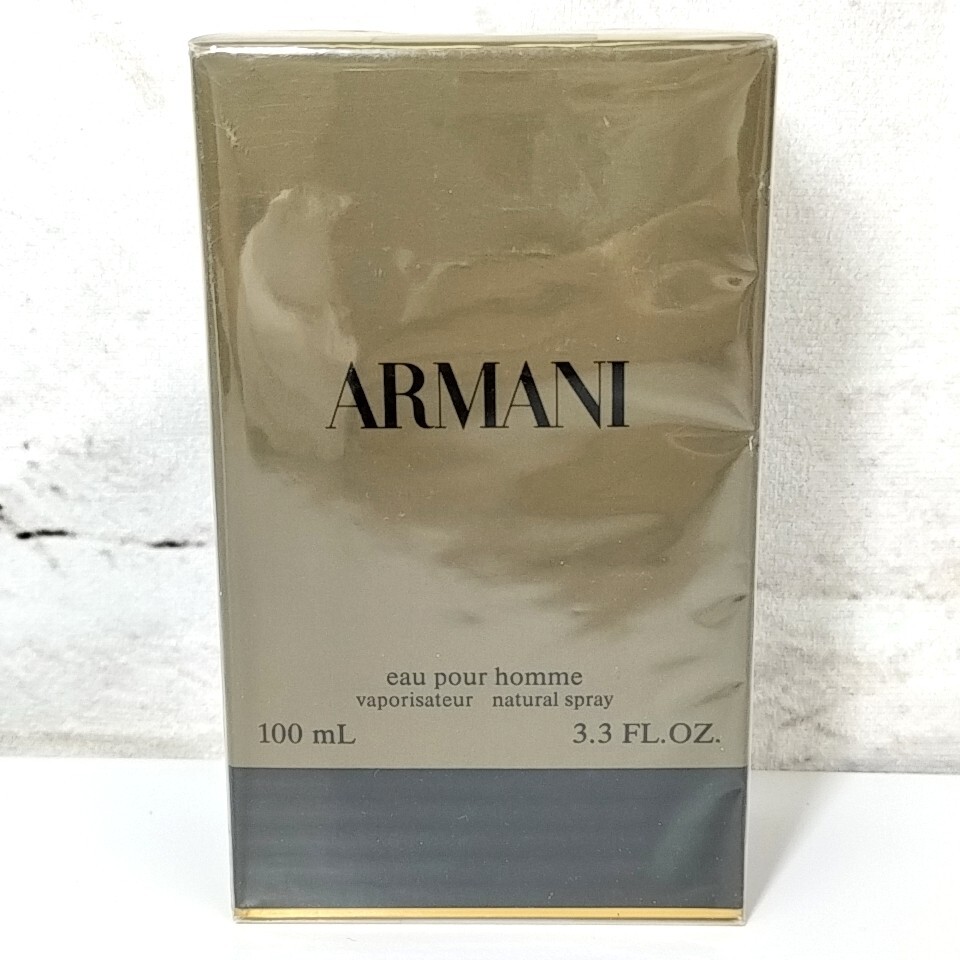 ARMANI
eau pour homme
vaporisateur natural spray
100 mL 3.3 FL.OZ.